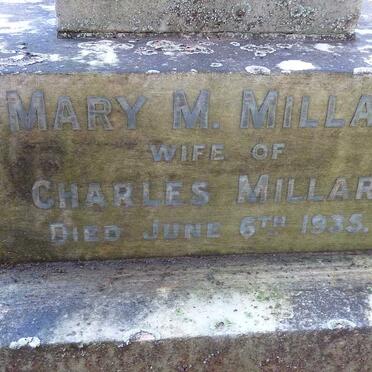 MARY M. MILLA
WIFE OF
CHARLES MILLAR
DIED JUNE 6TH 1935.